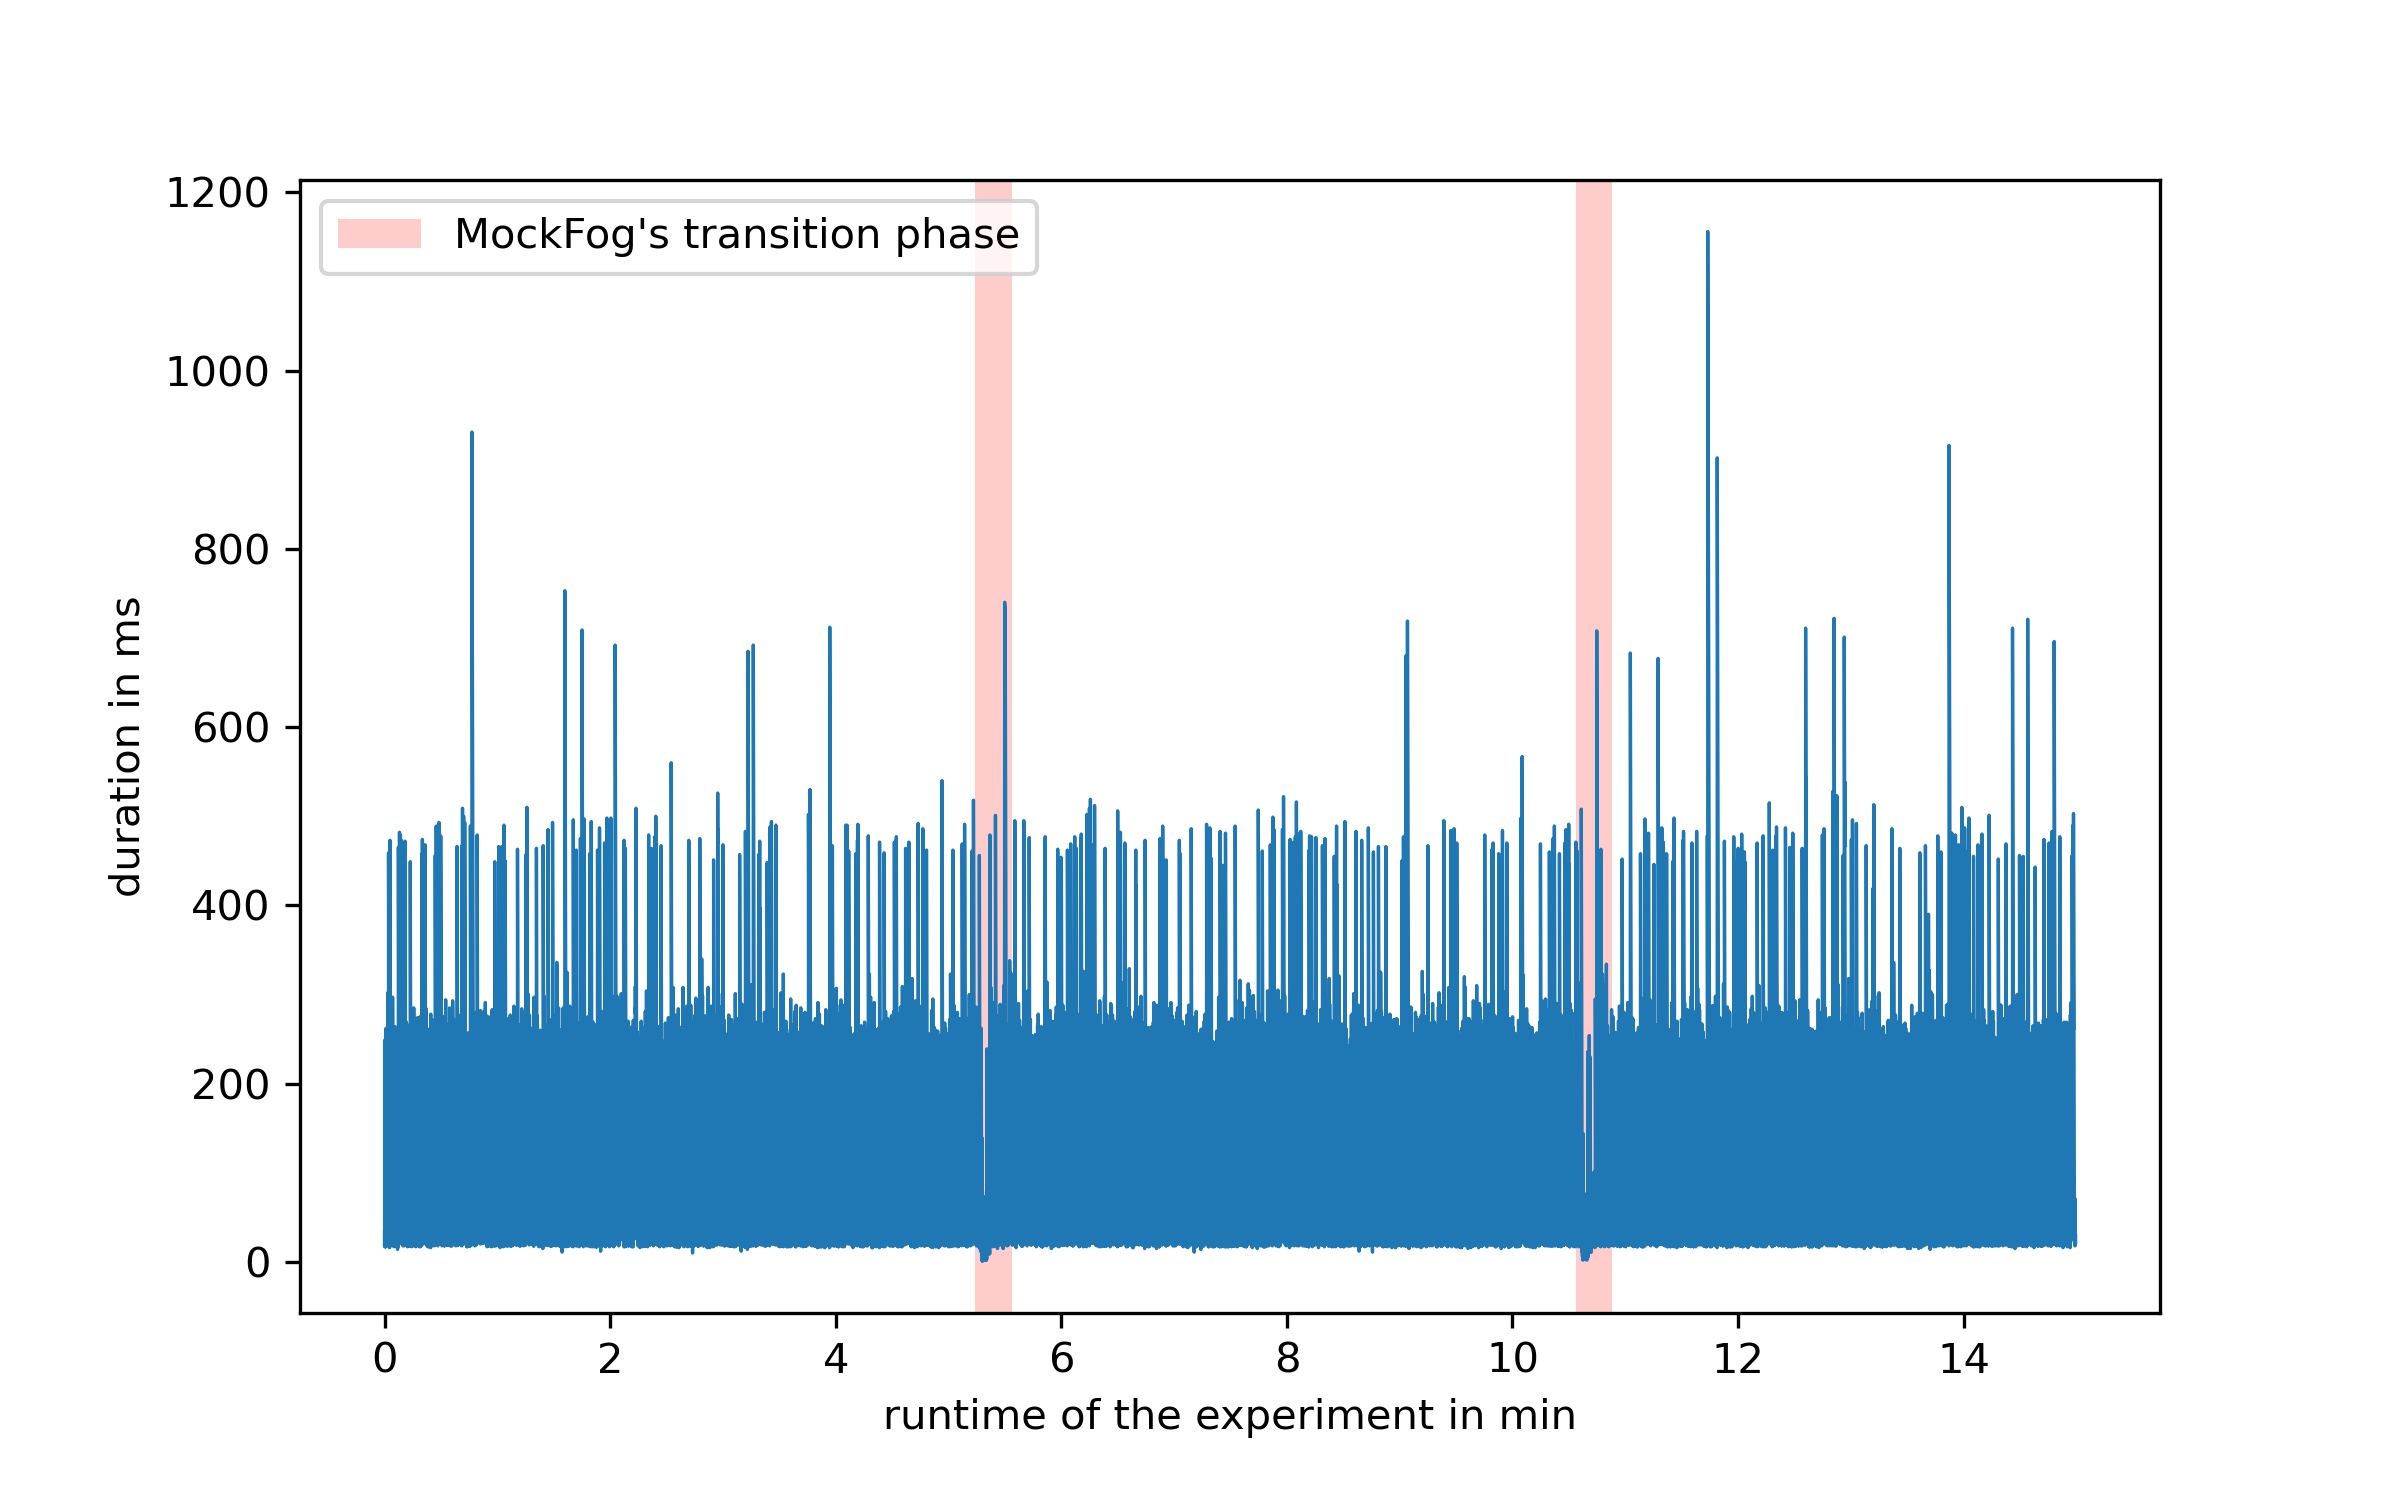 MockFog's transition phase
1200
1000
800
600
400
200
0
duration in ms
0 2 4 6 8 10 12 14
runtime of the experiment in min